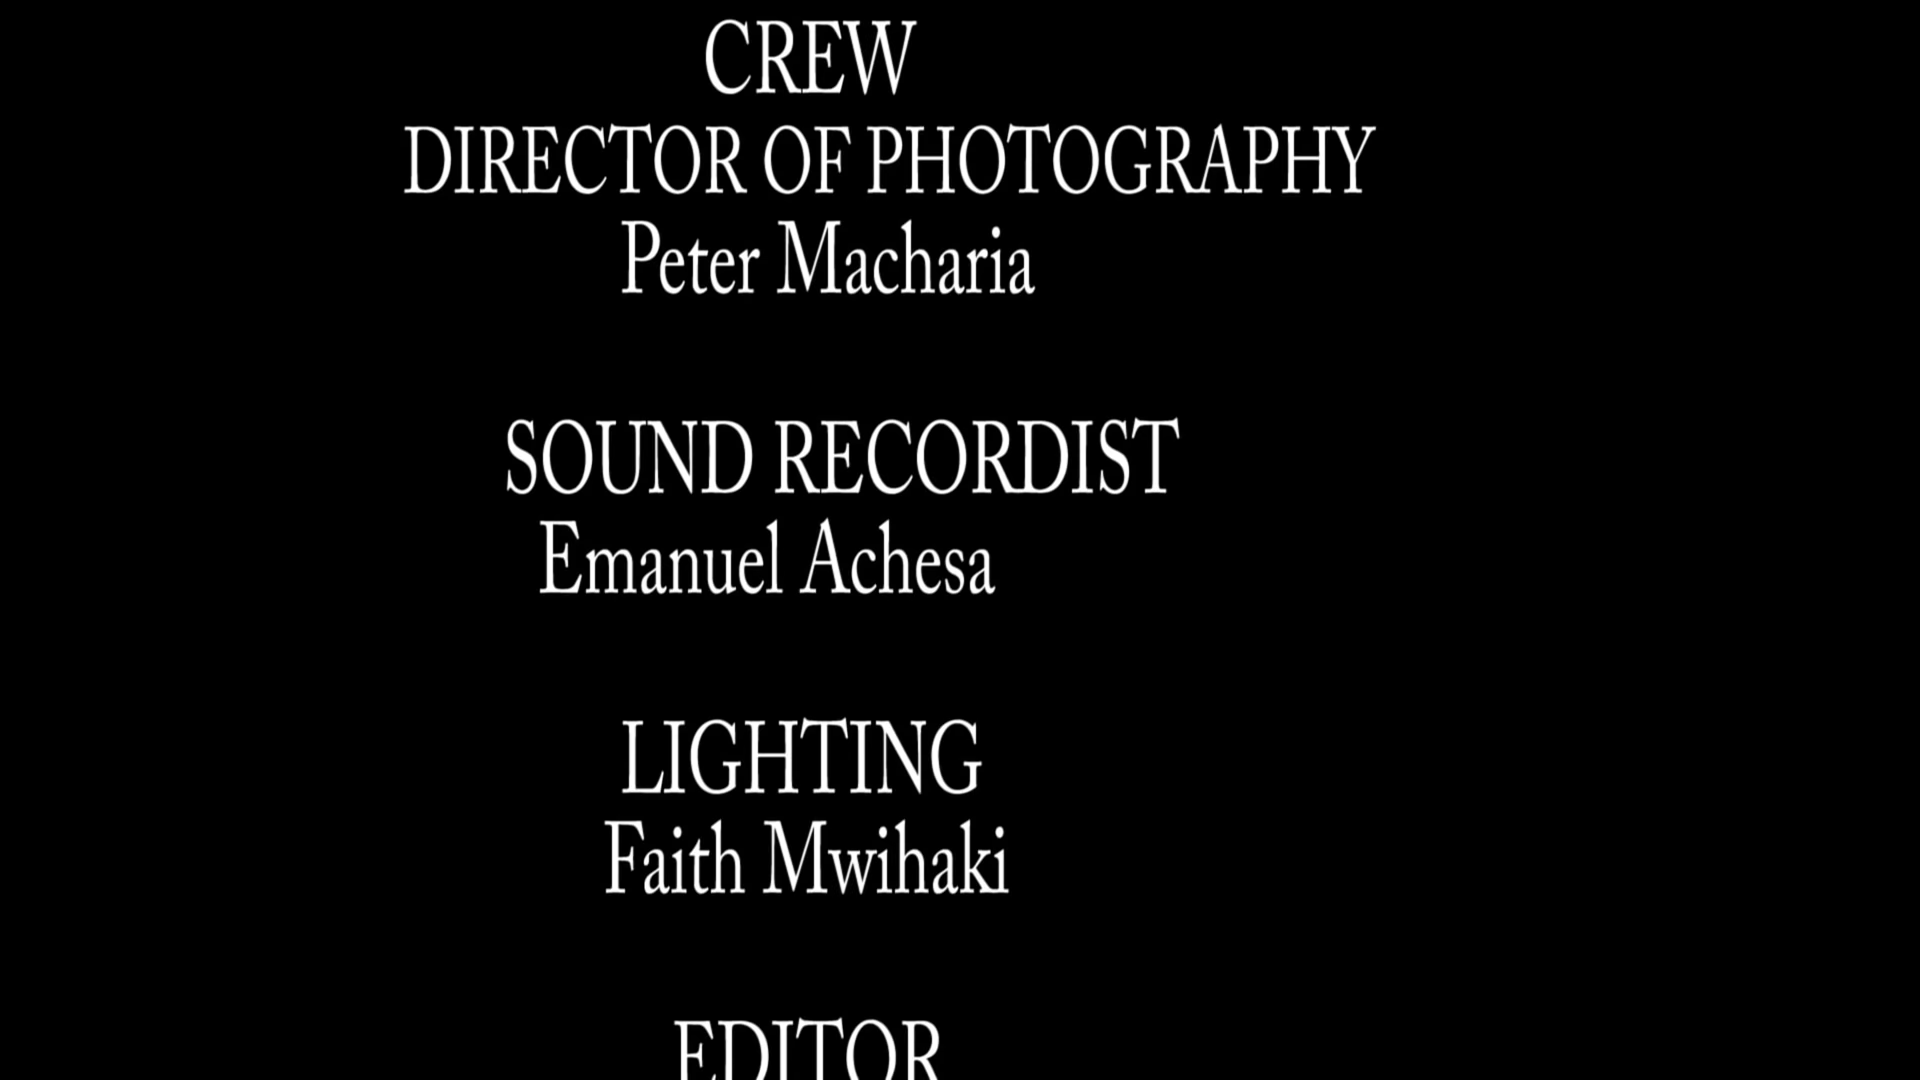 CREW
DIRECTOR OF PHOTOGRAPHY
Peter Macharia
SOUND RECORDIST
Emanuel Achesa
LIGHTING
Faith Mwihaki
EDITOR